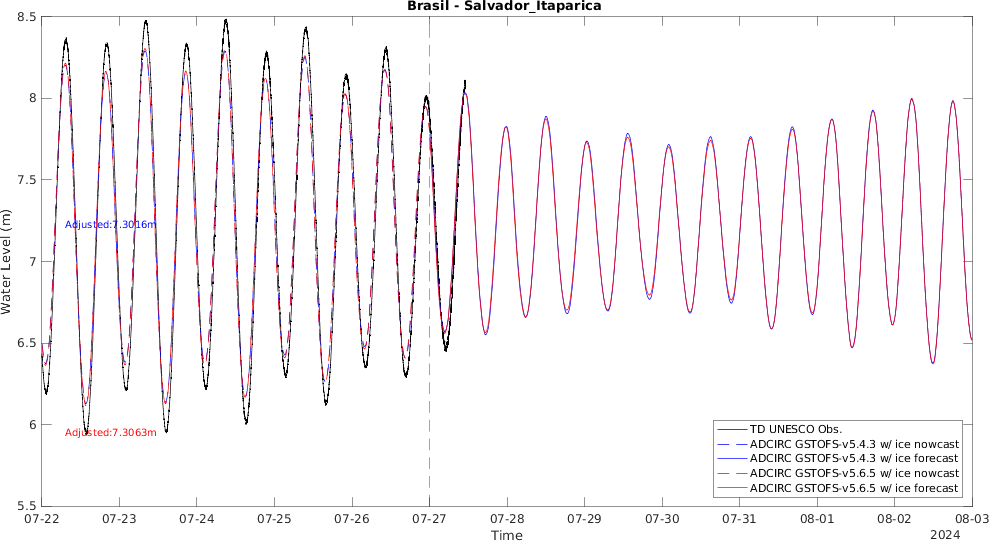 Brasil - Salvador_Itaparica
8.5
8
7.5
7
6.5
6
5.5
Water Level (m)
Adjusted:7.3016m
Adjusted:7.3063m
TD UNESCO Obs.
ADCIRC GSTOFS-v5.4.3 w/ ice nowcast
ADCIRC GSTOFS-v5.4.3 w/ ice forecast
ADCIRC GSTOFS-v5.6.5 w/ ice nowcast
ADCIRC GSTOFS-v5.6.5 w/ ice forecast
07-22 07-23 07-24 07-25 07-26 07-27 07-28 07-29 07-30 07-31 08-01 08-02 08-03
Time
2024